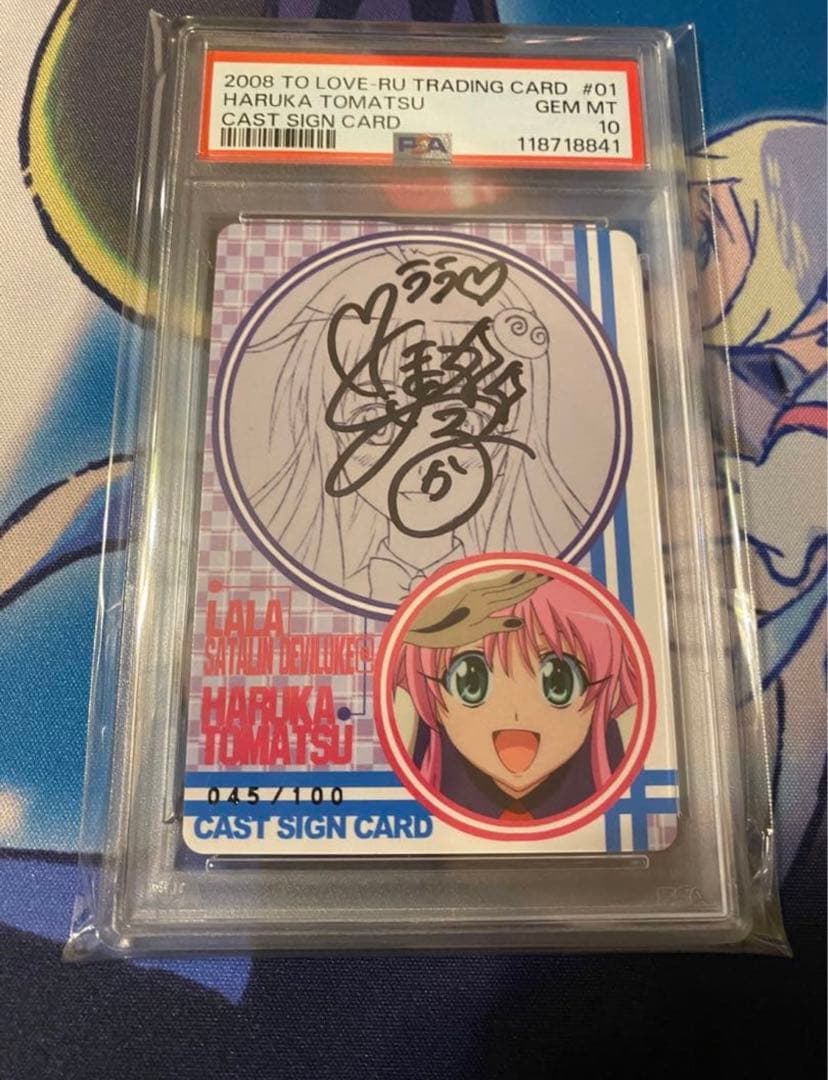 2008 TO LOVE-RU TRADING CARD #01
HARUKA TOMATSU GEM MT
CAST SIGN CARD 10
PSA 118718841
ララ♡
LALA
SATALIN DEVILUKE
HARUKA
TOMATSU
045/100
CAST SIGN CARD